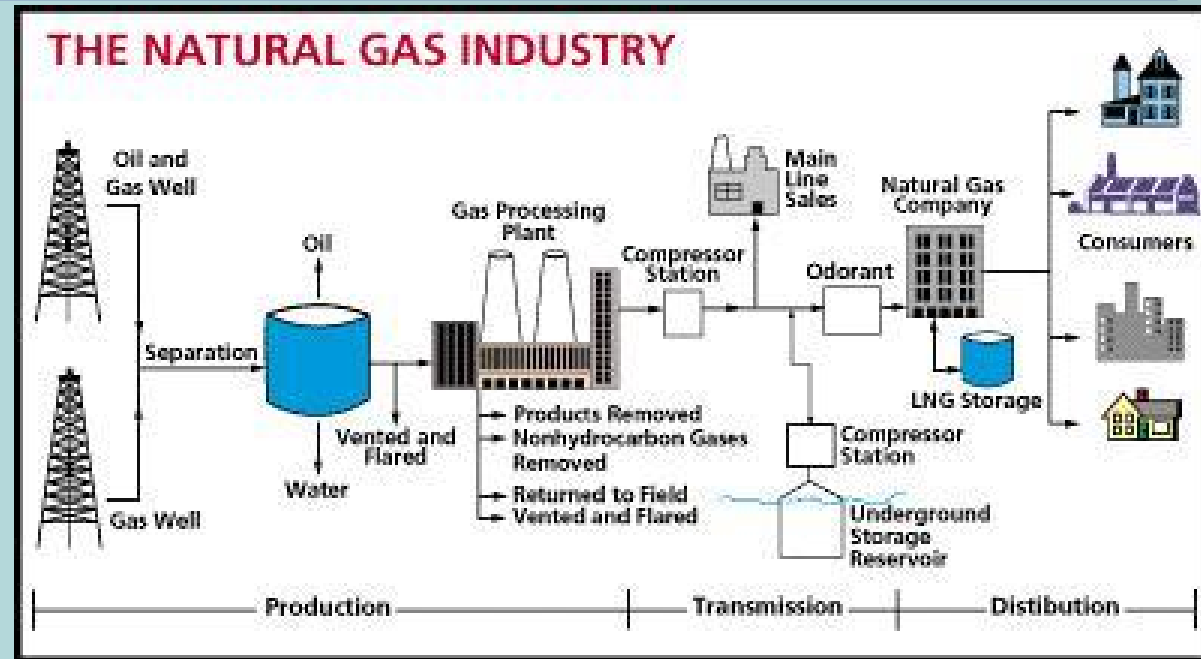 THE NATURAL GAS INDUSTRY
Oil and
Gas Well
Gas Well
Separation
Oil
Water
Vented and
Flared
Gas Processing
Plant
Products Removed
Nonhydrocarbon Gases
Removed
Returned to Field
Vented and Flared
Compressor
Station
Main
Line
Sales
Compressor
Station
Underground
Storage
Reservoir
Odorant
Natural Gas
Company
LNG Storage
Consumers
Production
Transmission
Distibution